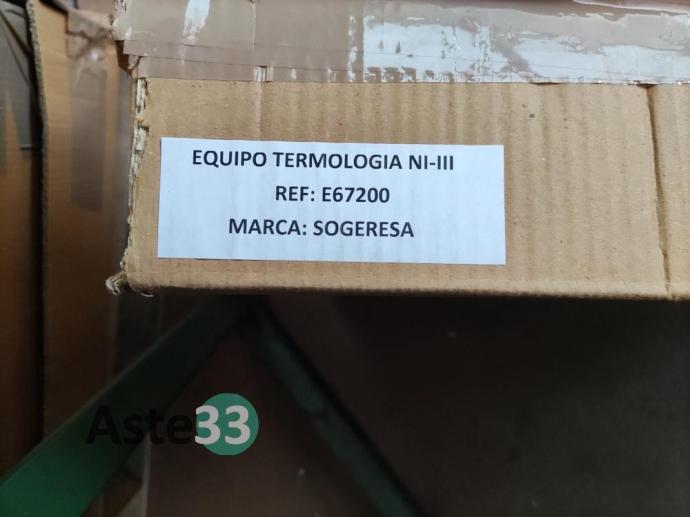 EQUIPO TERMOLOGIA NI-III
REF: E67200
MARCA: SOGERESA
Aste33